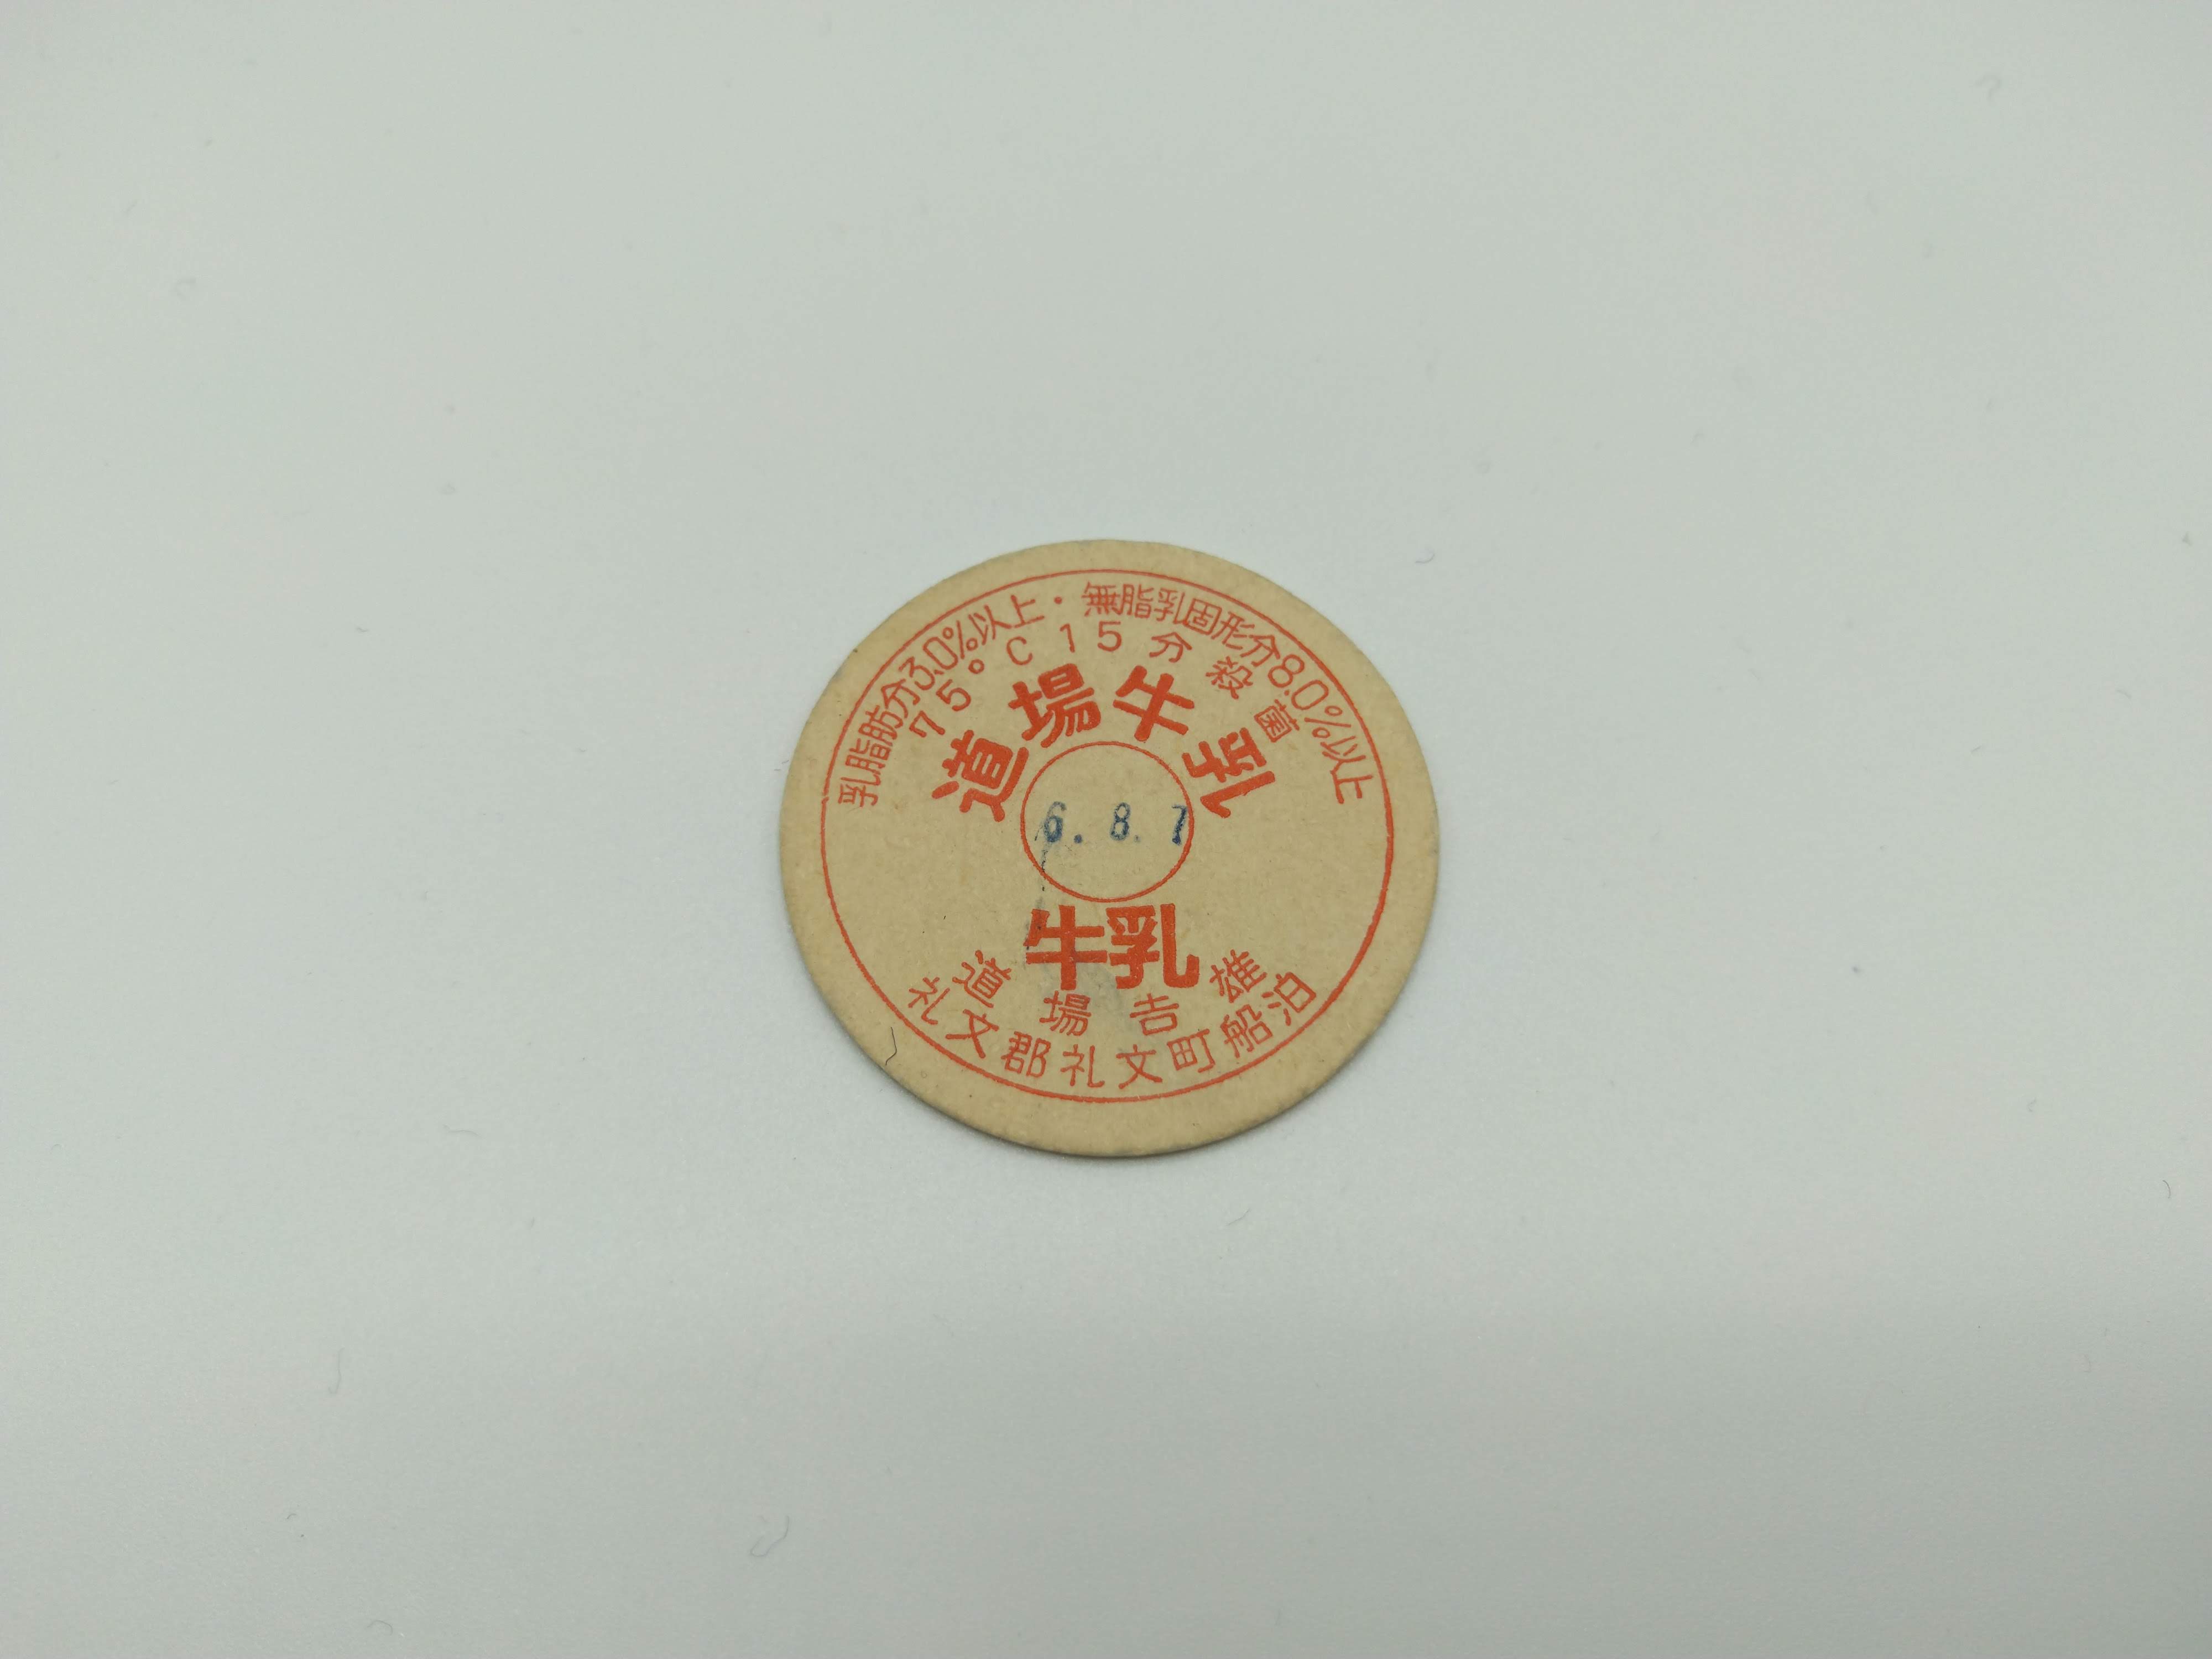 乳脂肪分3.0%以上・無脂乳固形分8.0%以上
75°C15分殺菌
道場牛乳
6.8.7
牛乳
道場吉雄
礼文郡礼文町船泊